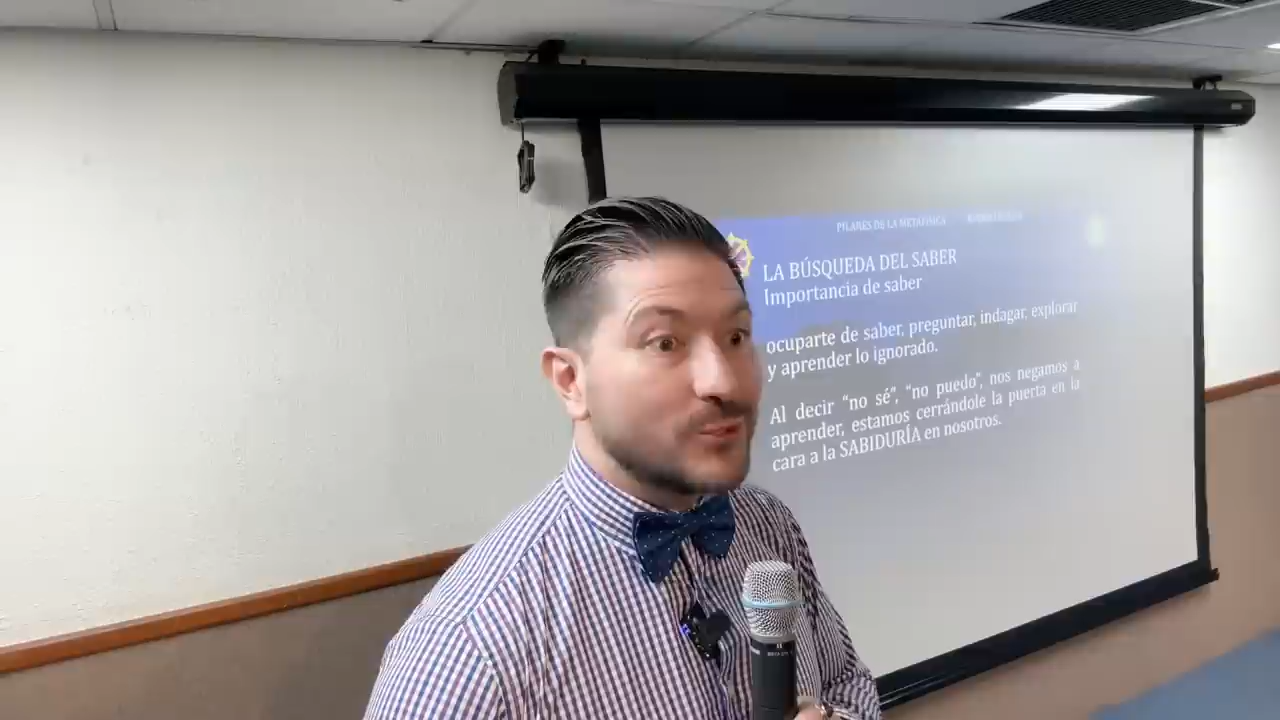 PILARES DE LA METAFÍSICA
LA BÚSQUEDA DEL SABER
Importancia de saber
ocuparte de saber, preguntar, indagar, explorar
y aprender lo ignorado.
Al decir “no sé”, “no puedo”, nos negamos a
aprender, estamos cerrándole la puerta en la
cara a la SABIDURÍA en nosotros.